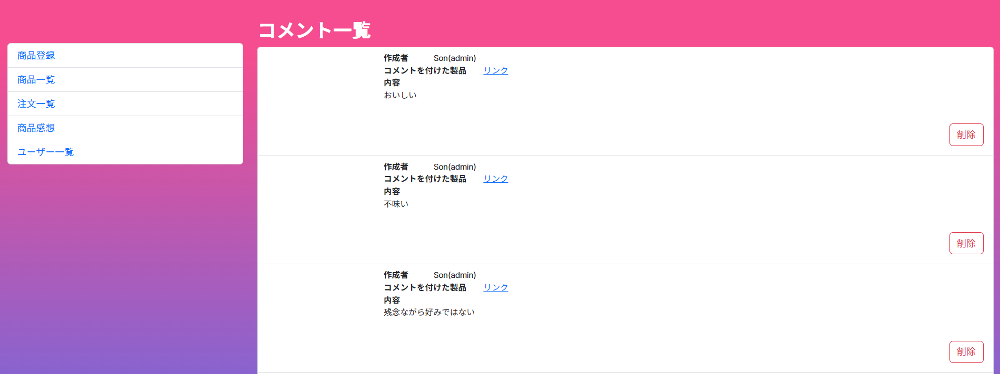 コメント一覧
商品登録
商品一覧
注文一覧
商品感想
ユーザー一覧
作成者 Son(admin)
コメントを付けた製品 リンク
内容
おいしい
削除
作成者 Son(admin)
コメントを付けた製品 リンク
内容
不味い
削除
作成者 Son(admin)
コメントを付けた製品 リンク
内容
残念ながら好みではない
削除